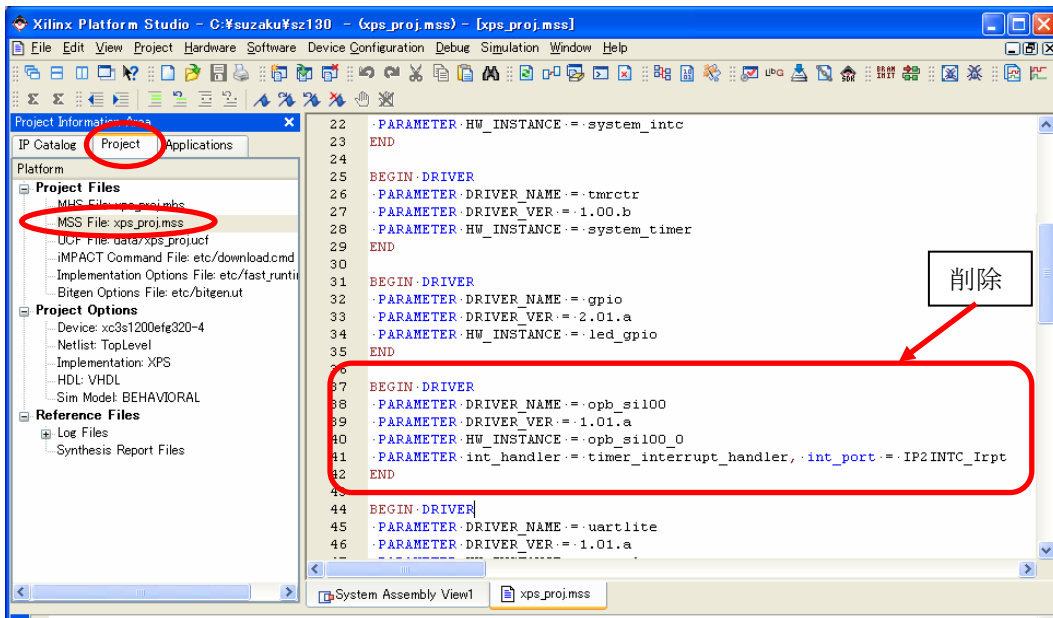 Xilinx Platform Studio - C:¥suzaku¥sz130 - (xps_proj.mss) - [xps_proj.mss]
File Edit View Project Hardware Software Device Configuration Debug Simulation Window Help
Project Information Area
IP Catalog Project Applications
Platform
Project Files
MHS File: xps_proj.mhs
MSS File: xps_proj.mss
UCF File: data/xps_proj.ucf
iMPACT Command File: etc/download.cmd
Implementation Options File: etc/fast_runti
Bitgen Options File: etc/bitgen.ut
Project Options
Device: xc3s1200efg320-4
Netlist: TopLevel
Implementation: XPS
HDL: VHDL
Sim Model: BEHAVIORAL
Reference Files
Log Files
Synthesis Report Files
22 PARAMETER HW_INSTANCE = system_intc
23 END
24
25 BEGIN DRIVER
26 PARAMETER DRIVER_NAME = tmrctr
27 PARAMETER DRIVER_VER = 1.00.b
28 PARAMETER HW_INSTANCE = system_timer
29 END
30
31 BEGIN DRIVER
32 PARAMETER DRIVER_NAME = gpio
33 PARAMETER DRIVER_VER = 2.01.a
34 PARAMETER HW_INSTANCE = led_gpio
35 END
36
37 BEGIN DRIVER
38 PARAMETER DRIVER_NAME = opb_sil00
39 PARAMETER DRIVER_VER = 1.01.a
40 PARAMETER HW_INSTANCE = opb_sil00_0
41 PARAMETER int_handler = timer_interrupt_handler, int_port = IP2INTC_Irpt
42 END
43
44 BEGIN DRIVER
45 PARAMETER DRIVER_NAME = uartlite
46 PARAMETER DRIVER_VER = 1.01.a
削除
System Assembly View1 xps_proj.mss